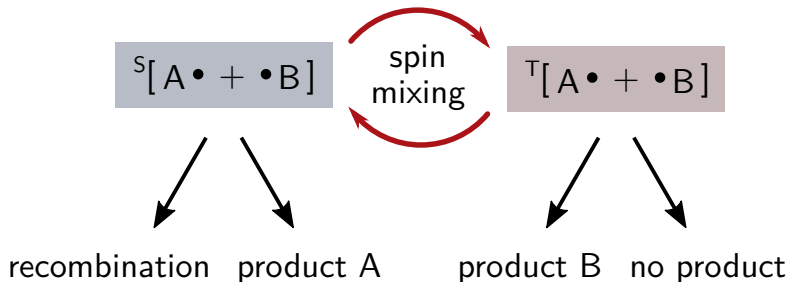 S[A• + •B]
spin
mixing
T[A• + •B]
recombination
product A
product B
no product